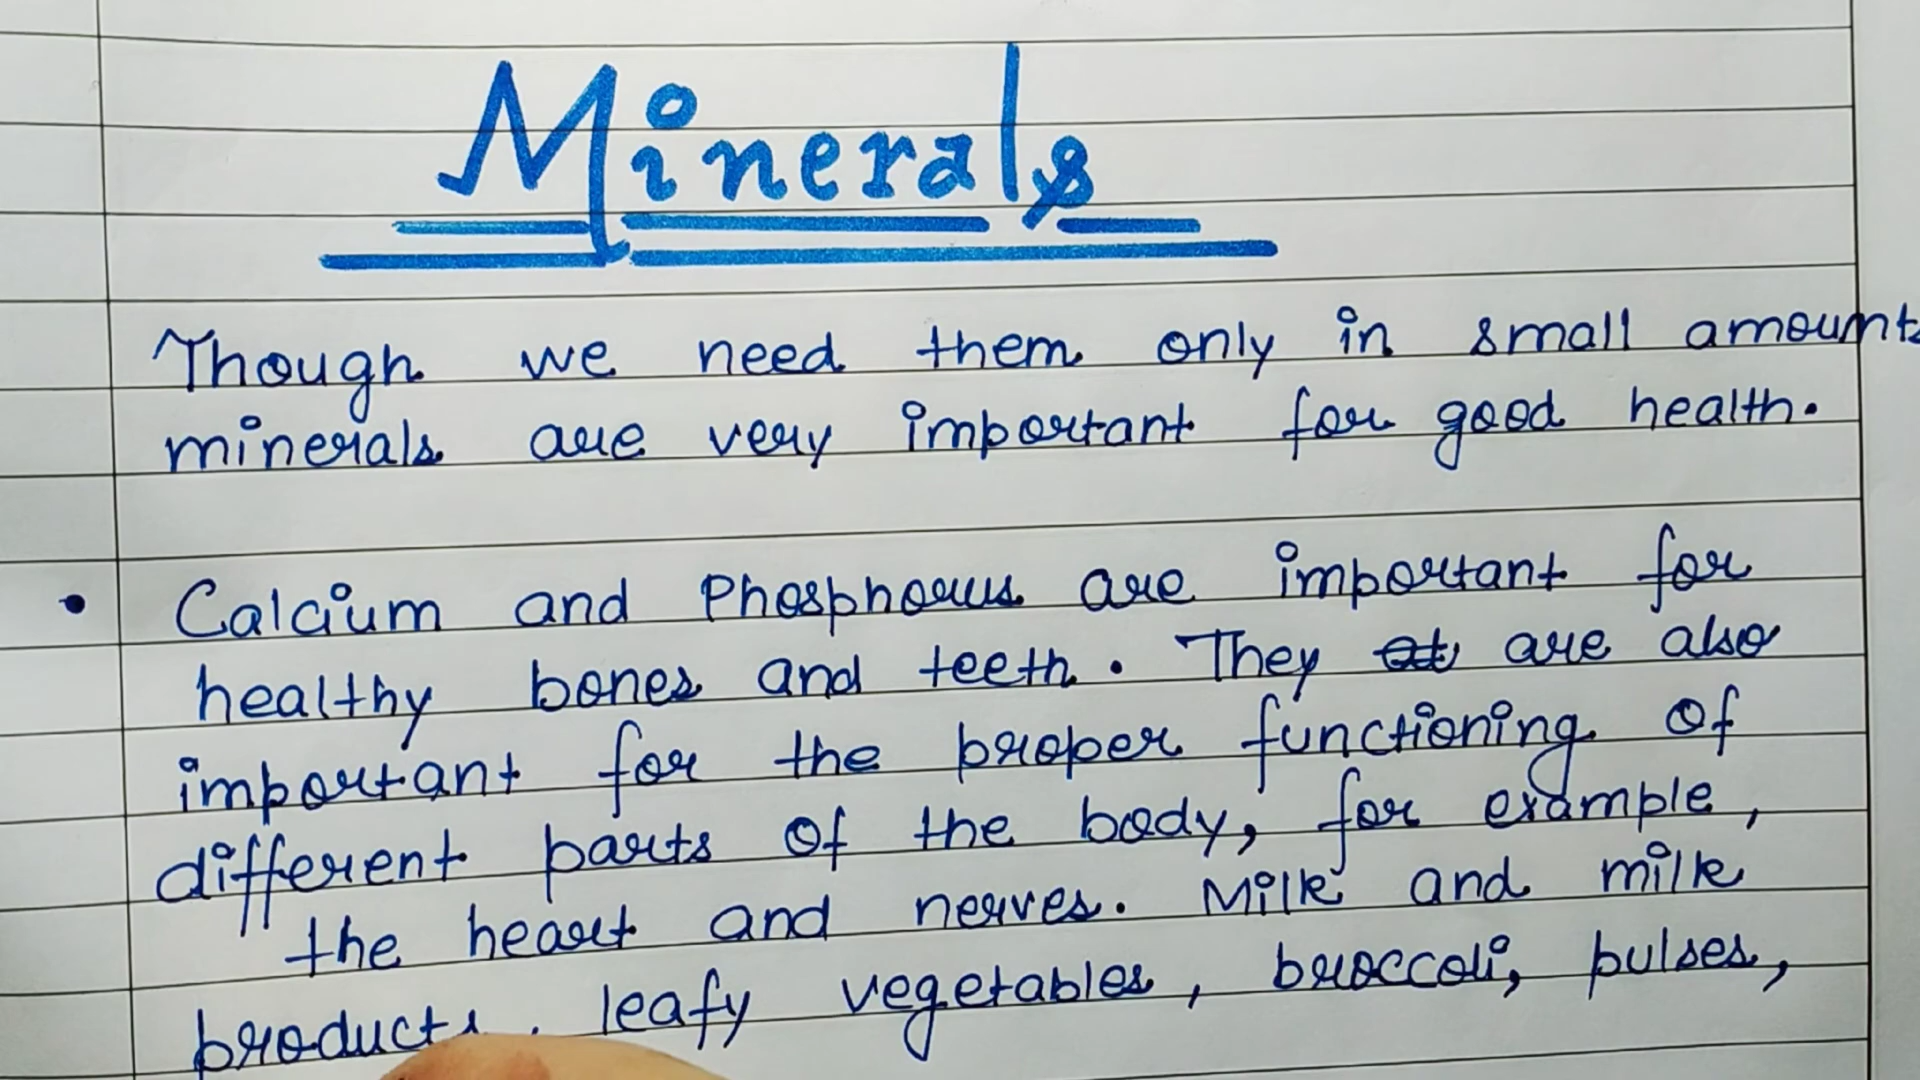 Minerals
Though we need them only in small amounts
minerals are very important for good health.
• Calcium and Phosphorus are important for
healthy bones and teeth. They are also
important for the proper functioning of
different parts of the body, for example,
the heart and nerves. Milk and milk
products, leafy vegetables, broccoli, pulses,